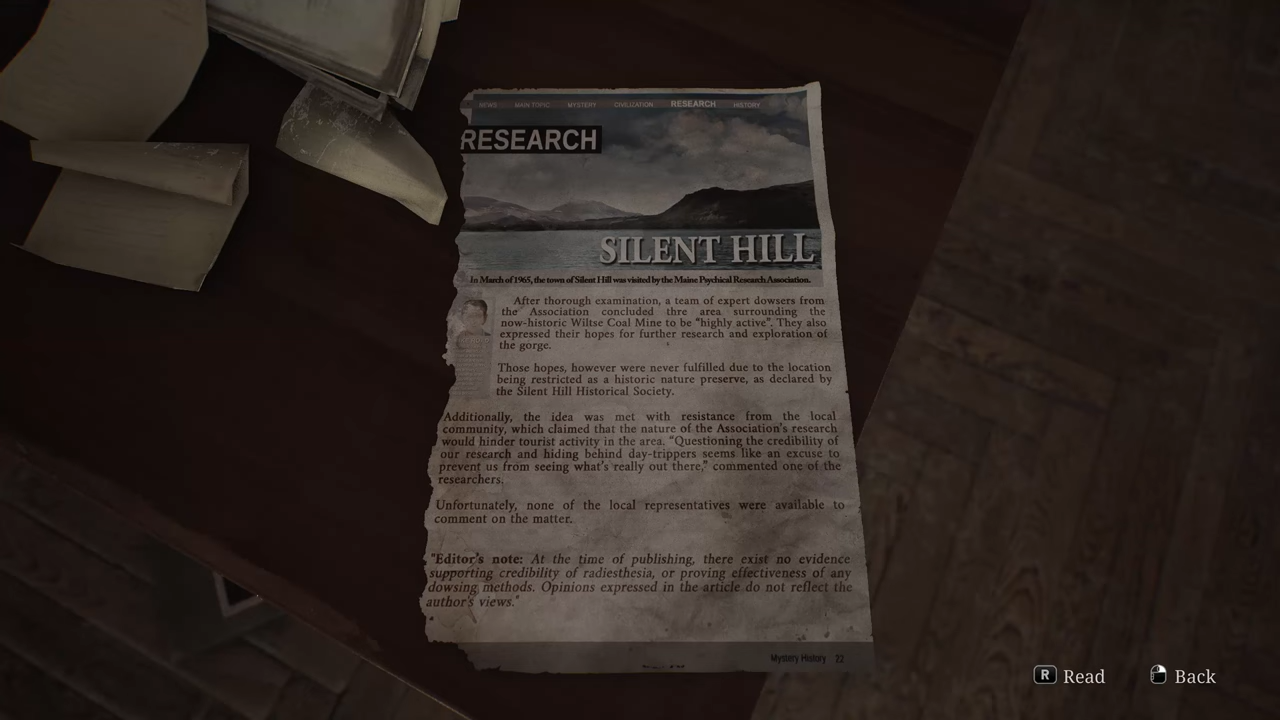 NEWS MAIN TOPIC MYSTERY CIVILIZATION RESEARCH HISTORY
RESEARCH
SILENT HILL
In March of 1965, the town of Silent Hill was visited by the Maine Psychical Research Association.
After thorough examination, a team of expert dowsers from
the Association concluded thre area surrounding the
now-historic Wiltse Coal Mine to be "highly active". They also
expressed their hopes for further research and exploration of
the gorge.
Those hopes, however were never fulfilled due to the location
being restricted as a historic nature preserve, as declared by
the Silent Hill Historical Society.
Additionally, the idea was met with resistance from the local
community, which claimed that the nature of the Association's research
would hinder tourist activity in the area. "Questioning the credibility of
our research and hiding behind day-trippers seems like an excuse to
prevent us from seeing what's really out there," commented one of the
researchers.
Unfortunately, none of the local representatives were available to
comment on the matter.
"Editor's note: At the time of publishing, there exist no evidence
supporting credibility of radiesthesia, or proving effectiveness of any
dowsing methods. Opinions expressed in the article do not reflect the
author's views."
Mystery History 22
R Read Back